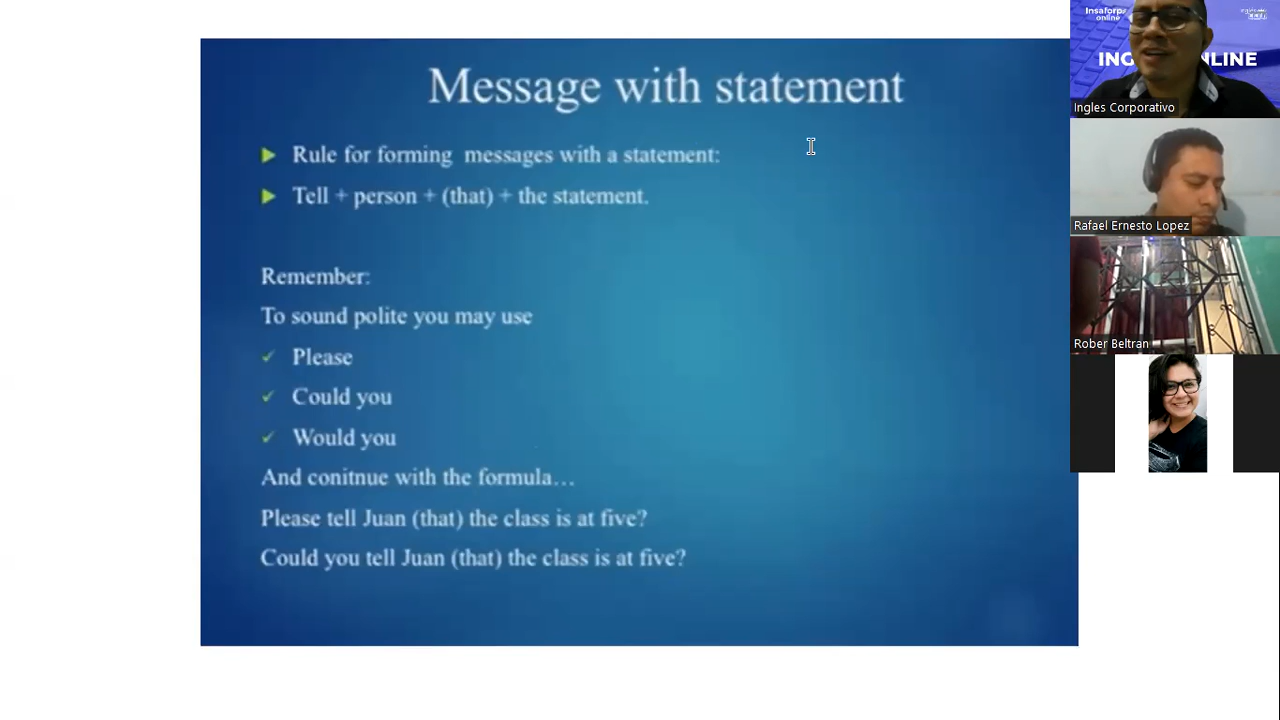 Message with statement
Rule for forming messages with a statement:
Tell + person + (that) + the statement.
Remember:
To sound polite you may use
Please
Could you
Would you
And conitnue with the formula…
Please tell Juan (that) the class is at five?
Could you tell Juan (that) the class is at five?
Insaforp
online
ING LINE
Ingles Corporativo
Rafael Ernesto Lopez
Rober Beltran